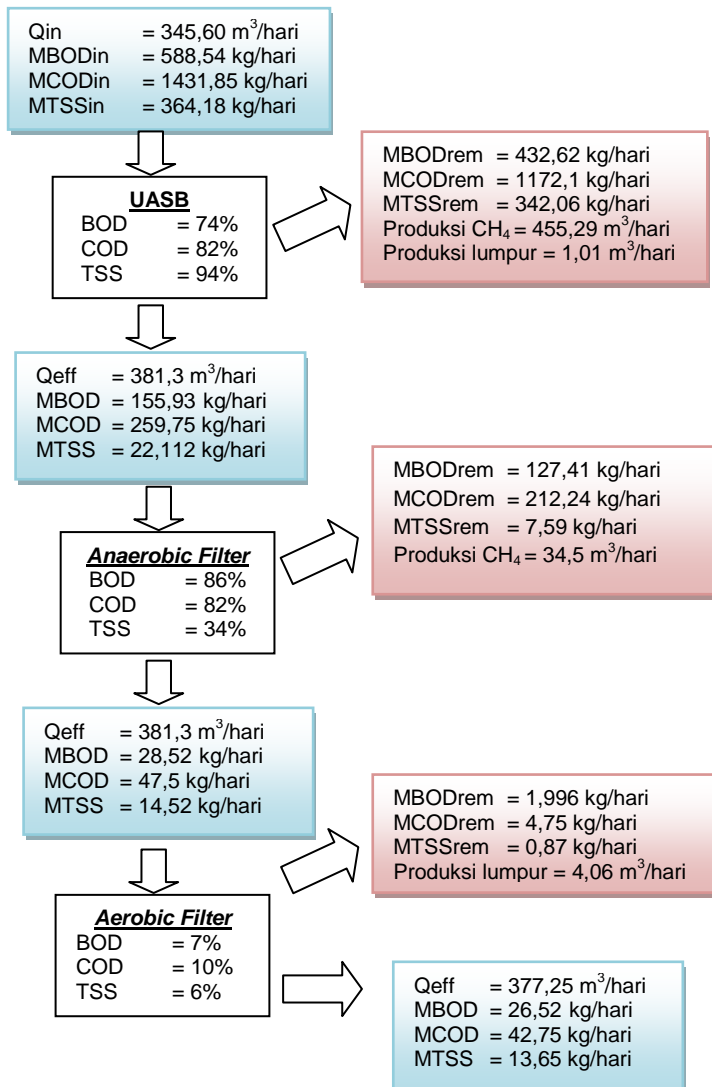 Qin = 345,60 m³/hari
MBODin = 588,54 kg/hari
MCODin = 1431,85 kg/hari
MTSSin = 364,18 kg/hari
UASB
BOD = 74%
COD = 82%
TSS = 94%
MBODrem = 432,62 kg/hari
MCODrem = 1172,1 kg/hari
MTSSrem = 342,06 kg/hari
Produksi CH₄ = 455,29 m³/hari
Produksi lumpur = 1,01 m³/hari
Qeff = 381,3 m³/hari
MBOD = 155,93 kg/hari
MCOD = 259,75 kg/hari
MTSS = 22,112 kg/hari
Anaerobic Filter
BOD = 86%
COD = 82%
TSS = 34%
MBODrem = 127,41 kg/hari
MCODrem = 212,24 kg/hari
MTSSrem = 7,59 kg/hari
Produksi CH₄ = 34,5 m³/hari
Qeff = 381,3 m³/hari
MBOD = 28,52 kg/hari
MCOD = 47,5 kg/hari
MTSS = 14,52 kg/hari
Aerobic Filter
BOD = 7%
COD = 10%
TSS = 6%
MBODrem = 1,996 kg/hari
MCODrem = 4,75 kg/hari
MTSSrem = 0,87 kg/hari
Produksi lumpur = 4,06 m³/hari
Qeff = 377,25 m³/hari
MBOD = 26,52 kg/hari
MCOD = 42,75 kg/hari
MTSS = 13,65 kg/hari